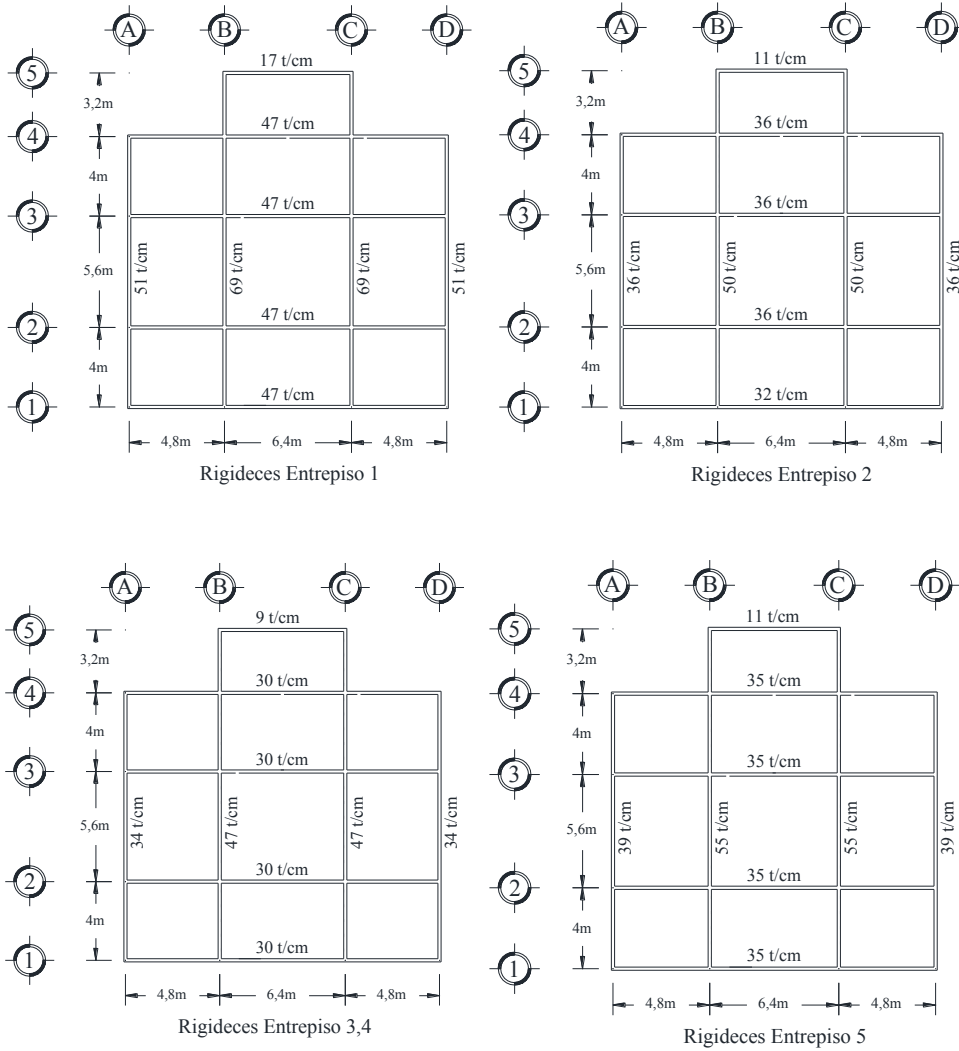 A B C D
17 t/cm
5
3,2m
47 t/cm
4
4m
47 t/cm
3
5,6m
51 t/cm 69 t/cm 69 t/cm 51 t/cm
47 t/cm
2
4m
47 t/cm
1
4,8m 6,4m 4,8m
Rigideces Entrepiso 1
A B C D
11 t/cm
5
3,2m
36 t/cm
4
4m
36 t/cm
3
5,6m
36 t/cm 50 t/cm 50 t/cm 36 t/cm
36 t/cm
2
4m
32 t/cm
1
4,8m 6,4m 4,8m
Rigideces Entrepiso 2
A B C D
9 t/cm
5
3,2m
30 t/cm
4
4m
30 t/cm
3
5,6m
34 t/cm 47 t/cm 47 t/cm 34 t/cm
30 t/cm
2
4m
30 t/cm
1
4,8m 6,4m 4,8m
Rigideces Entrepiso 3,4
A B C D
11 t/cm
5
3,2m
35 t/cm
4
4m
35 t/cm
3
5,6m
39 t/cm 55 t/cm 55 t/cm 39 t/cm
35 t/cm
2
4m
35 t/cm
1
4,8m 6,4m 4,8m
Rigideces Entrepiso 5